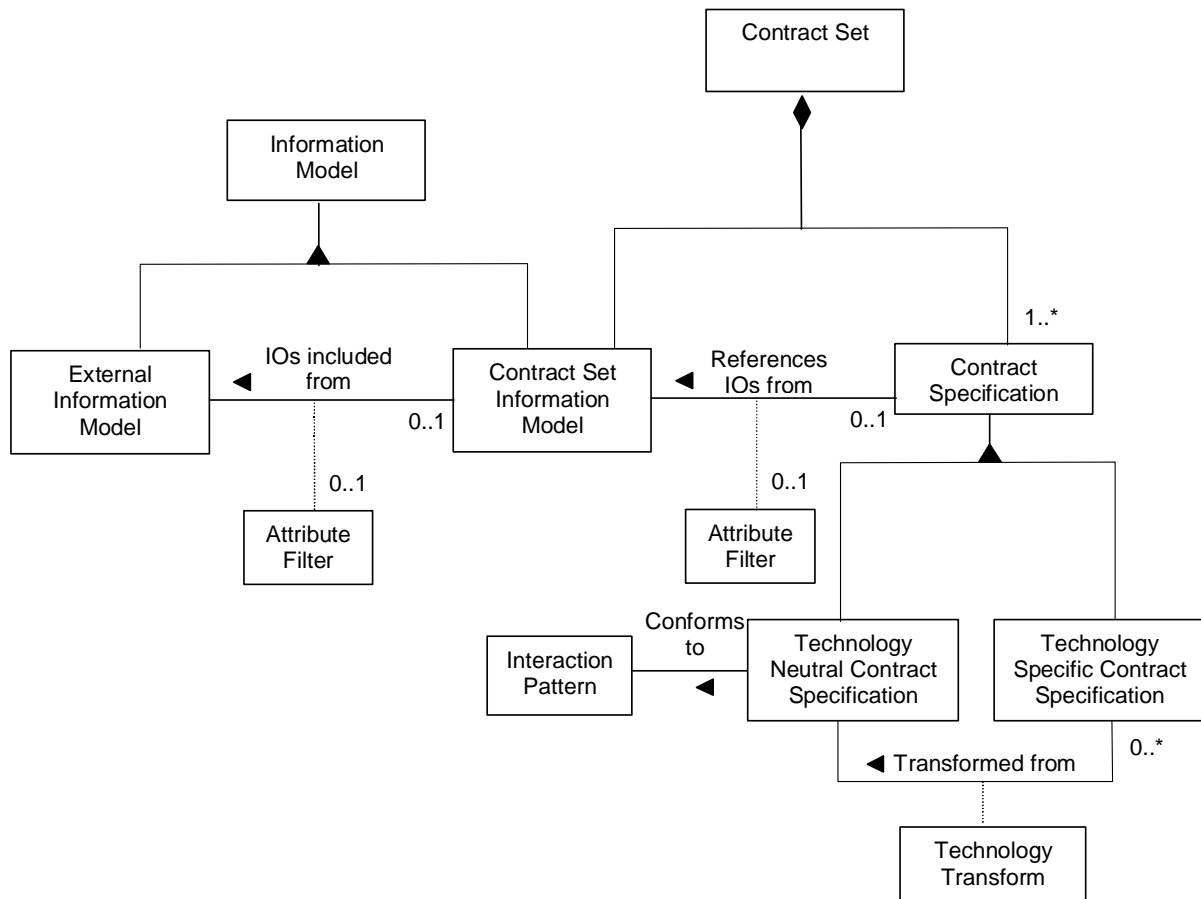 Contract Set
Information
Model
1..*
External
Information
Model
IOs included
from
0..1
Contract Set
Information
Model
References
IOs from
0..1
Contract
Specification
0..1
Attribute
Filter
0..1
Attribute
Filter
Interaction
Pattern
Conforms
to
Technology
Neutral Contract
Specification
Technology
Specific Contract
Specification
0..*
Transformed from
Technology
Transform